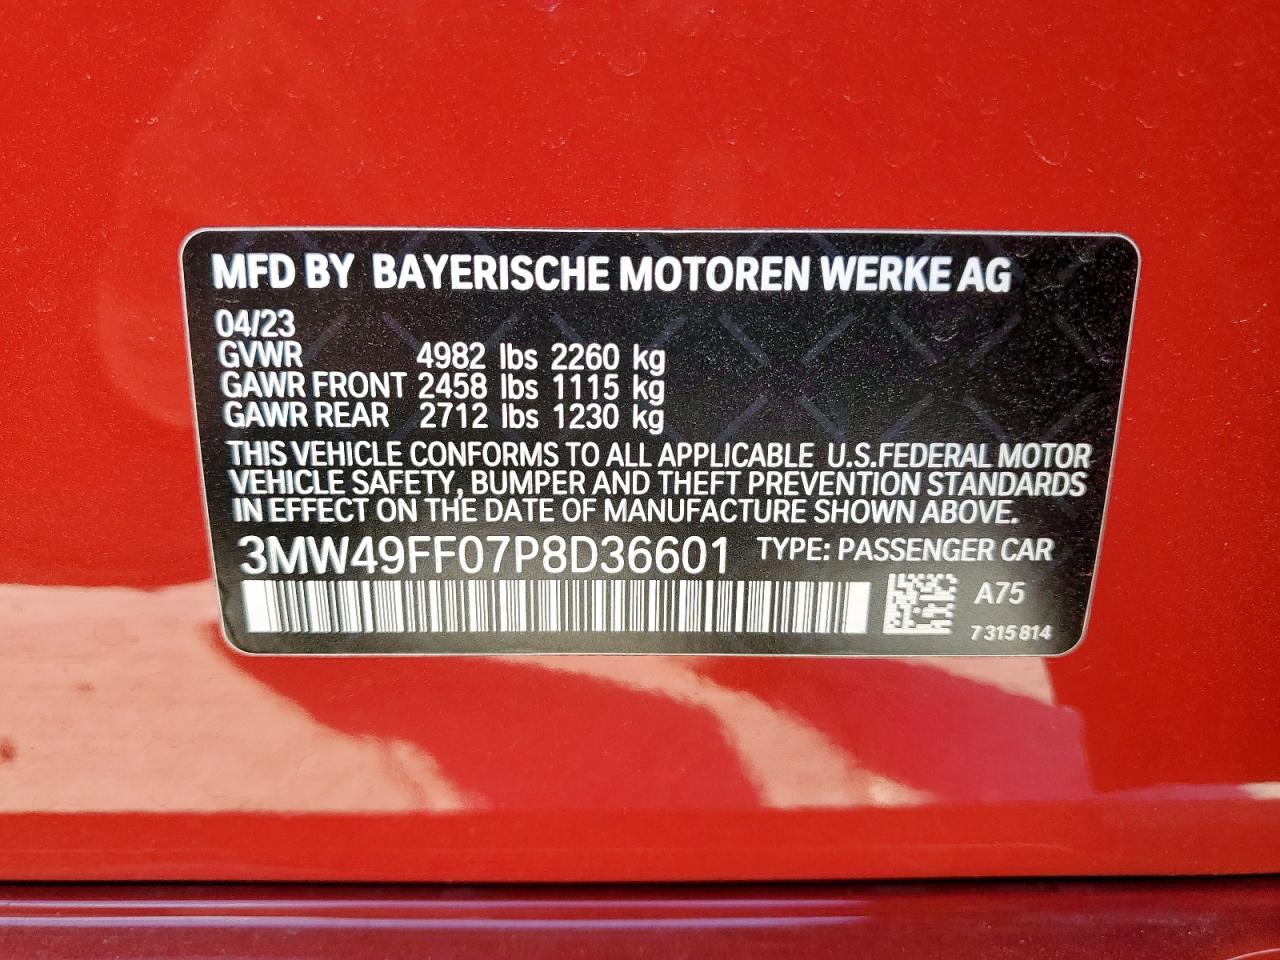 MFD BY BAYERISCHE MOTOREN WERKE AG
04/23
GVWR 4982 lbs 2260 kg
GAWR FRONT 2458 lbs 1115 kg
GAWR REAR 2712 lbs 1230 kg
THIS VEHICLE CONFORMS TO ALL APPLICABLE U.S.FEDERAL MOTOR
VEHICLE SAFETY, BUMPER AND THEFT PREVENTION STANDARDS
IN EFFECT ON THE DATE OF MANUFACTURE SHOWN ABOVE.
3MW49FF07P8D36601 TYPE: PASSENGER CAR
A75
7 315 814